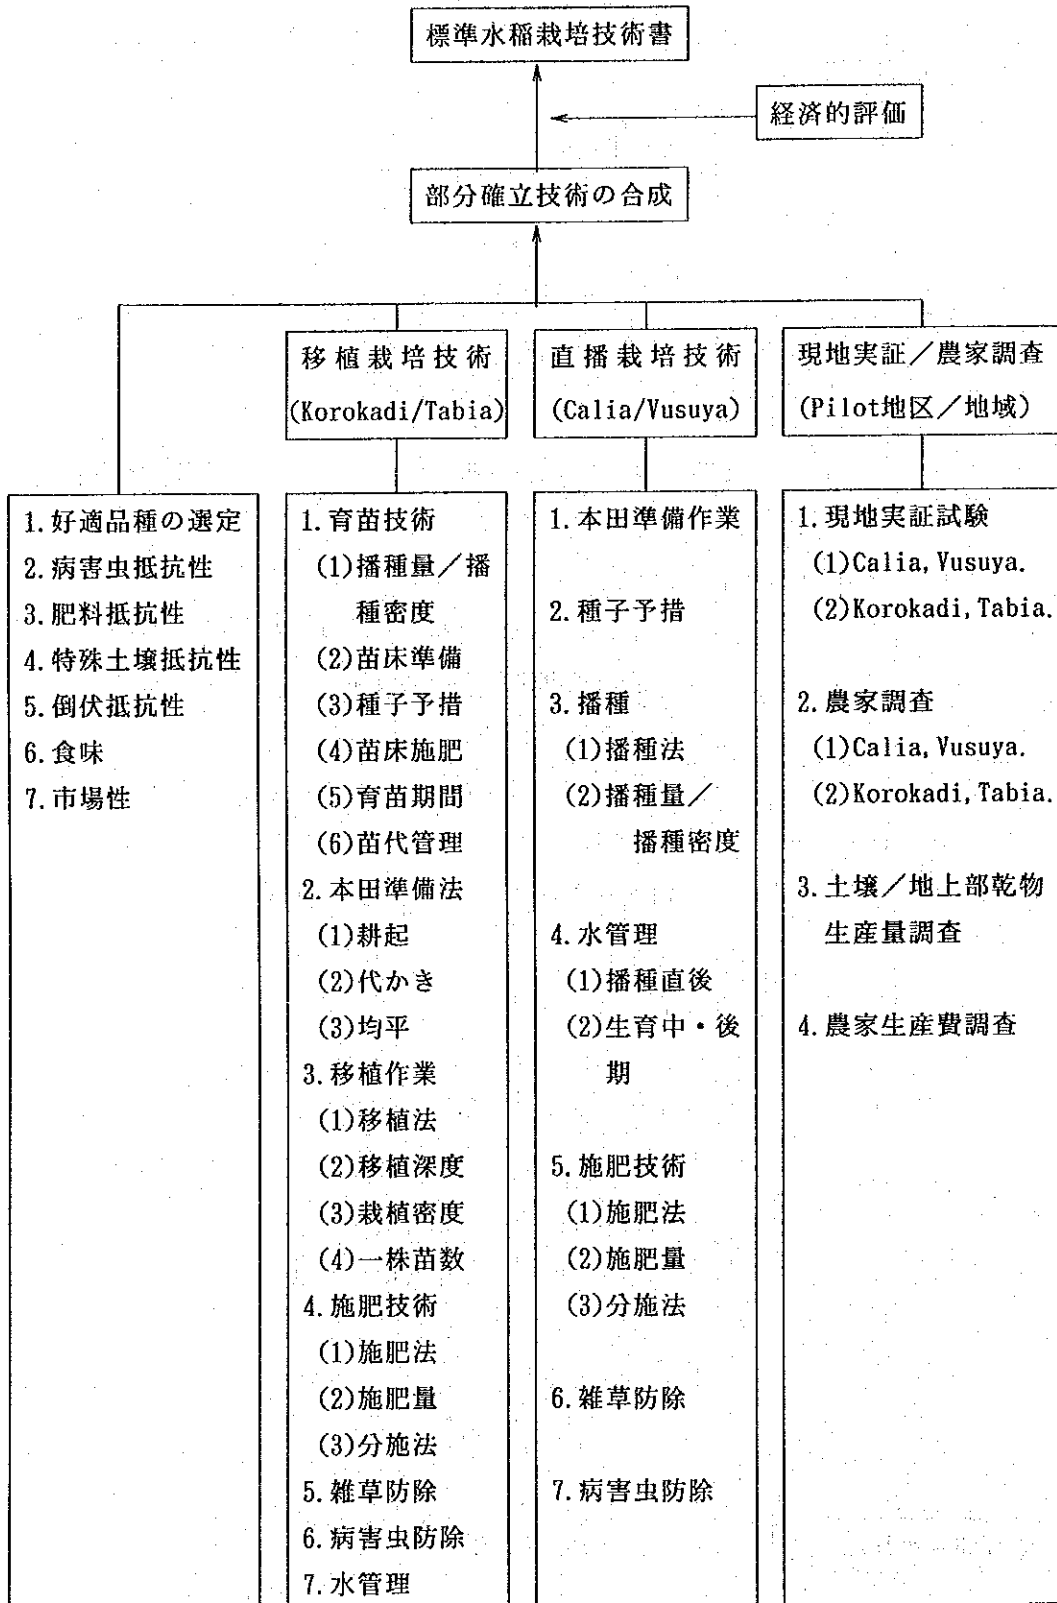 標準水稲栽培技術書
経済的評価
部分確立技術の合成
移植栽培技術
(Korokadi/Tabia)
直播栽培技術
(Calia/Vusuya)
現地実証／農家調査
(Pilot地区／地域)
1.好適品種の選定
2.病害虫抵抗性
3.肥料抵抗性
4.特殊土壌抵抗性
5.倒伏抵抗性
6.食味
7.市場性
1.育苗技術
(1)播種量／播
種密度
(2)苗床準備
(3)種子予措
(4)苗床施肥
(5)育苗期間
(6)苗代管理
2.本田準備法
(1)耕起
(2)代かき
(3)均平
3.移植作業
(1)移植法
(2)移植深度
(3)栽植密度
(4)一株苗数
4.施肥技術
(1)施肥法
(2)施肥量
(3)分施法
5.雑草防除
6.病害虫防除
7.水管理
1.本田準備作業
2.種子予措
3.播種
(1)播種法
(2)播種量／
播種密度
4.水管理
(1)播種直後
(2)生育中・後
期
5.施肥技術
(1)施肥法
(2)施肥量
(3)分施法
6.雑草防除
7.病害虫防除
1.現地実証試験
(1)Calia,Vusuya.
(2)Korokadi,Tabia.
2.農家調査
(1)Calia,Vusuya.
(2)Korokadi,Tabia.
3.土壌／地上部乾物
生産量調査
4.農家生産費調査